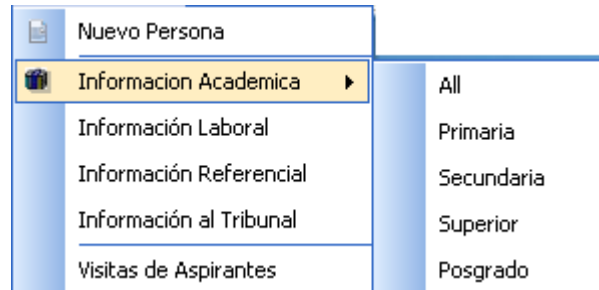 Nuevo Persona
Informacion Academica
Información Laboral
Información Referencial
Información al Tribunal
Visitas de Aspirantes
All
Primaria
Secundaria
Superior
Posgrado